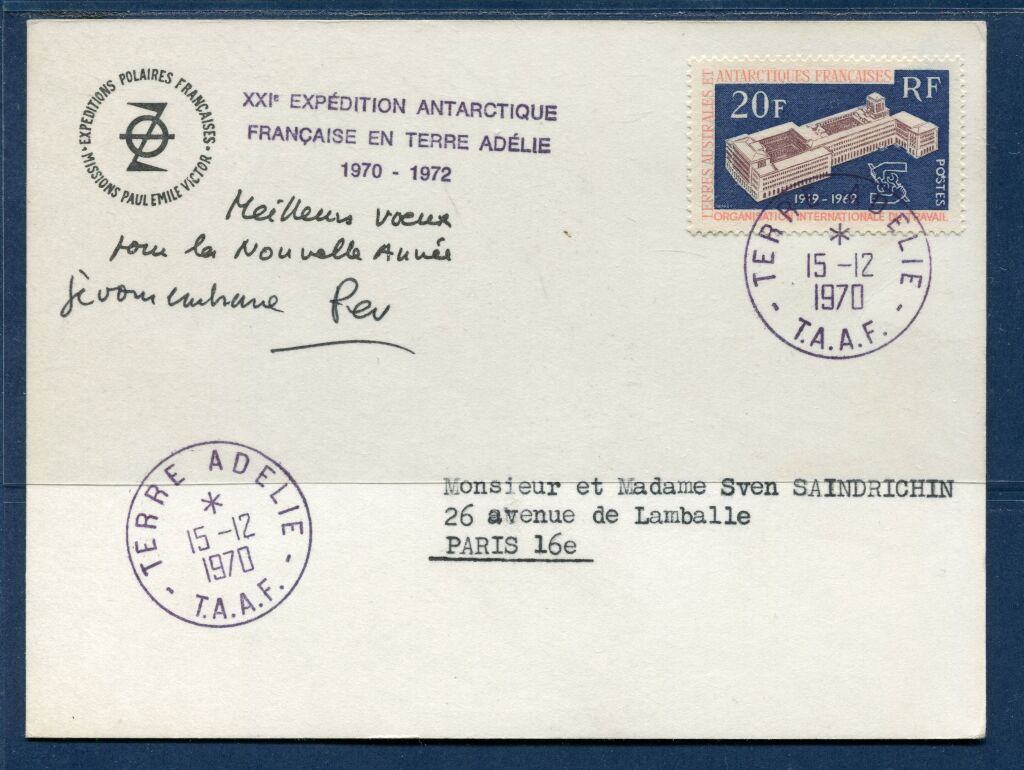 EXPEDITIONS POLAIRES FRANÇAISES
• MISSIONS PAUL EMILE VICTOR •
XXIe EXPÉDITION ANTARCTIQUE
FRANÇAISE EN TERRE ADÉLIE
1970 - 1972
Meilleurs vœux
pour la Nouvelle Année
TERRES AUSTRALES ET
ANTARCTIQUES FRANÇAISES
20F
RF
POSTES
1919-1969
ORGANISATION INTERNATIONALE DU TRAVAIL
TERRE ADELIE
*
15-12
1970
- T.A.A.F. -
Monsieur et Madame Sven SAINDRICHIN
26 avenue de Lamballe
PARIS 16e
TERRE ADELIE
*
15-12
1970
- T.A.A.F. -